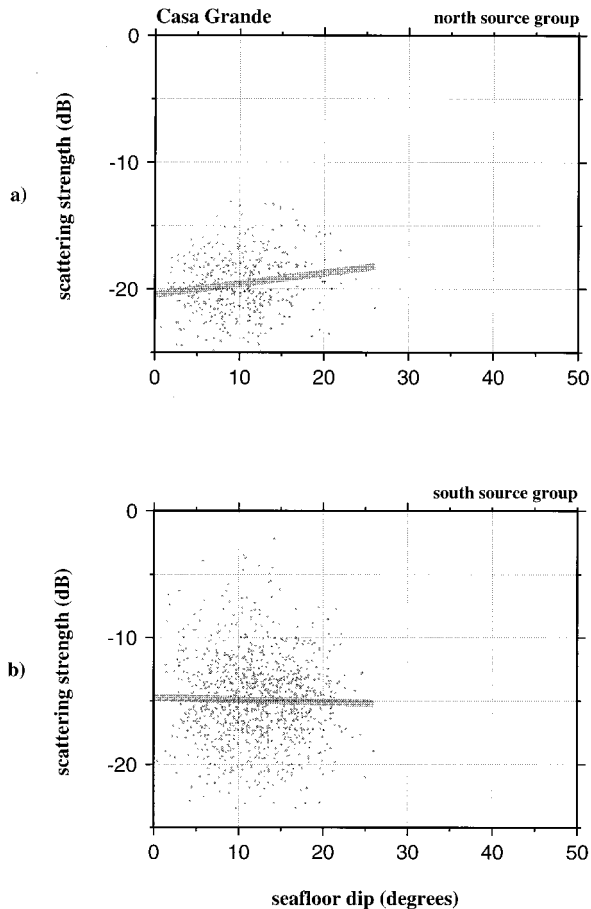 Casa Grande north source group
a)
scattering strength (dB)
0
-10
-20
0 10 20 30 40 50
south source group
b)
scattering strength (dB)
0
-10
-20
0 10 20 30 40 50
seafloor dip (degrees)